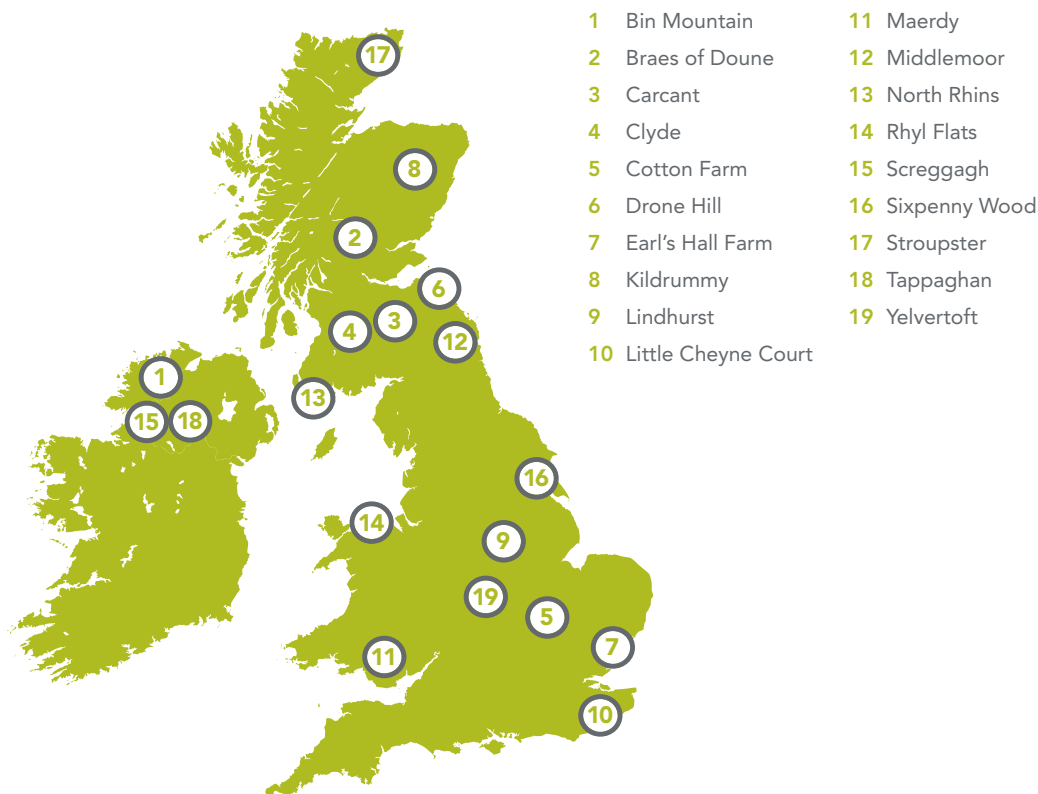 17
8
2
6
3
4
12
1
13
15
18
16
14
9
19
5
7
11
10
1 Bin Mountain
2 Braes of Doune
3 Carcant
4 Clyde
5 Cotton Farm
6 Drone Hill
7 Earl's Hall Farm
8 Kildrummy
9 Lindhurst
10 Little Cheyne Court
11 Maerdy
12 Middlemoor
13 North Rhins
14 Rhyl Flats
15 Screggagh
16 Sixpenny Wood
17 Stroupster
18 Tappaghan
19 Yelvertoft